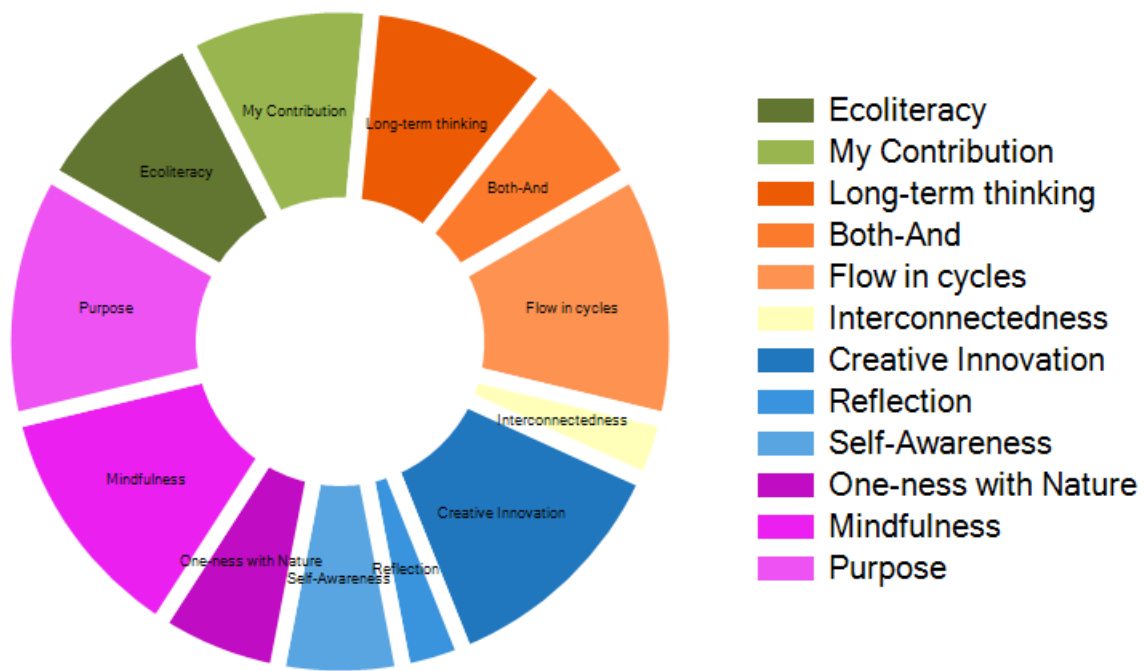 My Contribution
Long-term thinking
Ecoliteracy
Both-And
Purpose
Flow in cycles
Interconnectedness
Mindfulness
Creative Innovation
One-ness with Nature
Reflection
Self-Awareness
Ecoliteracy
My Contribution
Long-term thinking
Both-And
Flow in cycles
Interconnectedness
Creative Innovation
Reflection
Self-Awareness
One-ness with Nature
Mindfulness
Purpose